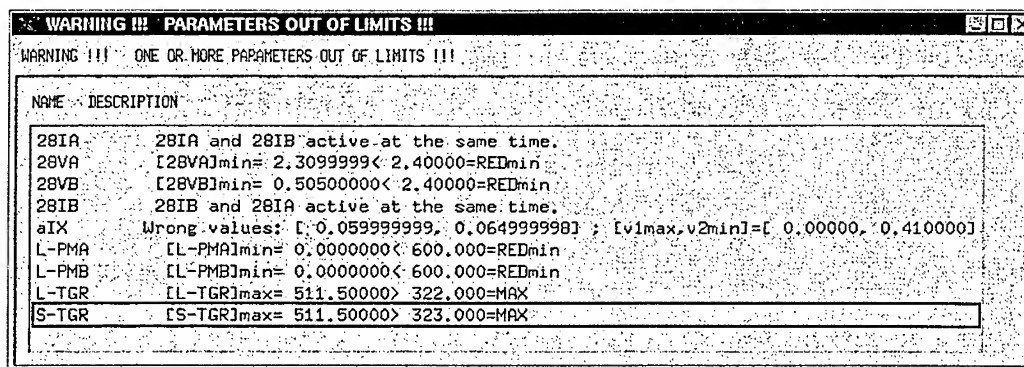 WARNING !!! PARAMETERS OUT OF LIMITS !!!
WARNING !!! ONE OR MORE PARAMETERS OUT OF LIMITS !!!
NAME DESCRIPTION
28IA 28IA and 28IB active at the same time.
28VA [28VA]min= 2.3099999< 2.40000=REDmin
28VB [28VB]min= 0.50500000< 2.40000=REDmin
28IB 28IB and 28IA active at the same time.
aIX Wrong values: [ 0.059999999, 0.064999998] ; [v1max,v2min]=[ 0.00000, 0.410000]
L-PMA [L-PMA]min= 0.0000000< 600.000=REDmin
L-PMB [L-PMB]min= 0.0000000< 600.000=REDmin
L-TGR [L-TGR]max= 511.50000> 322.000=MAX
S-TGR [S-TGR]max= 511.50000> 323.000=MAX